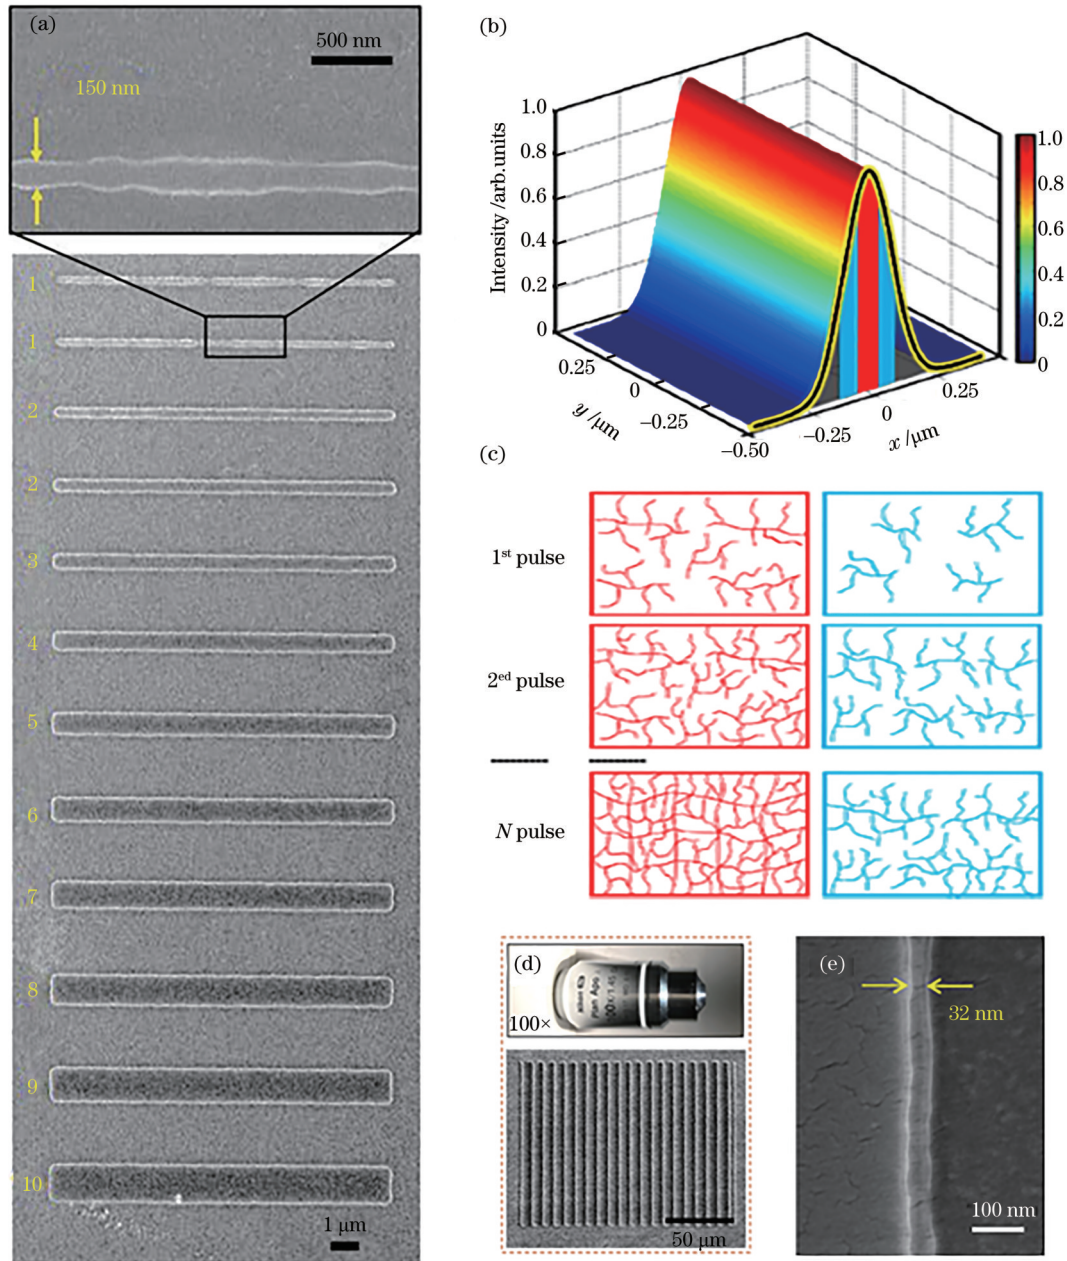 (a)
500 nm
150 nm
1
1
2
2
3
4
5
6
7
8
9
10
1 μm
(b)
Intensity /arb.units
1.0
0.8
0.6
0.4
0.2
0
0.25
0
−0.25
−0.50
y /μm
−0.25
0
0.25
x /μm
1.0
0.8
0.6
0.4
0.2
0
(c)
1st pulse
2ed pulse
N pulse
(d)
100×
50 μm
(e)
32 nm
100 nm